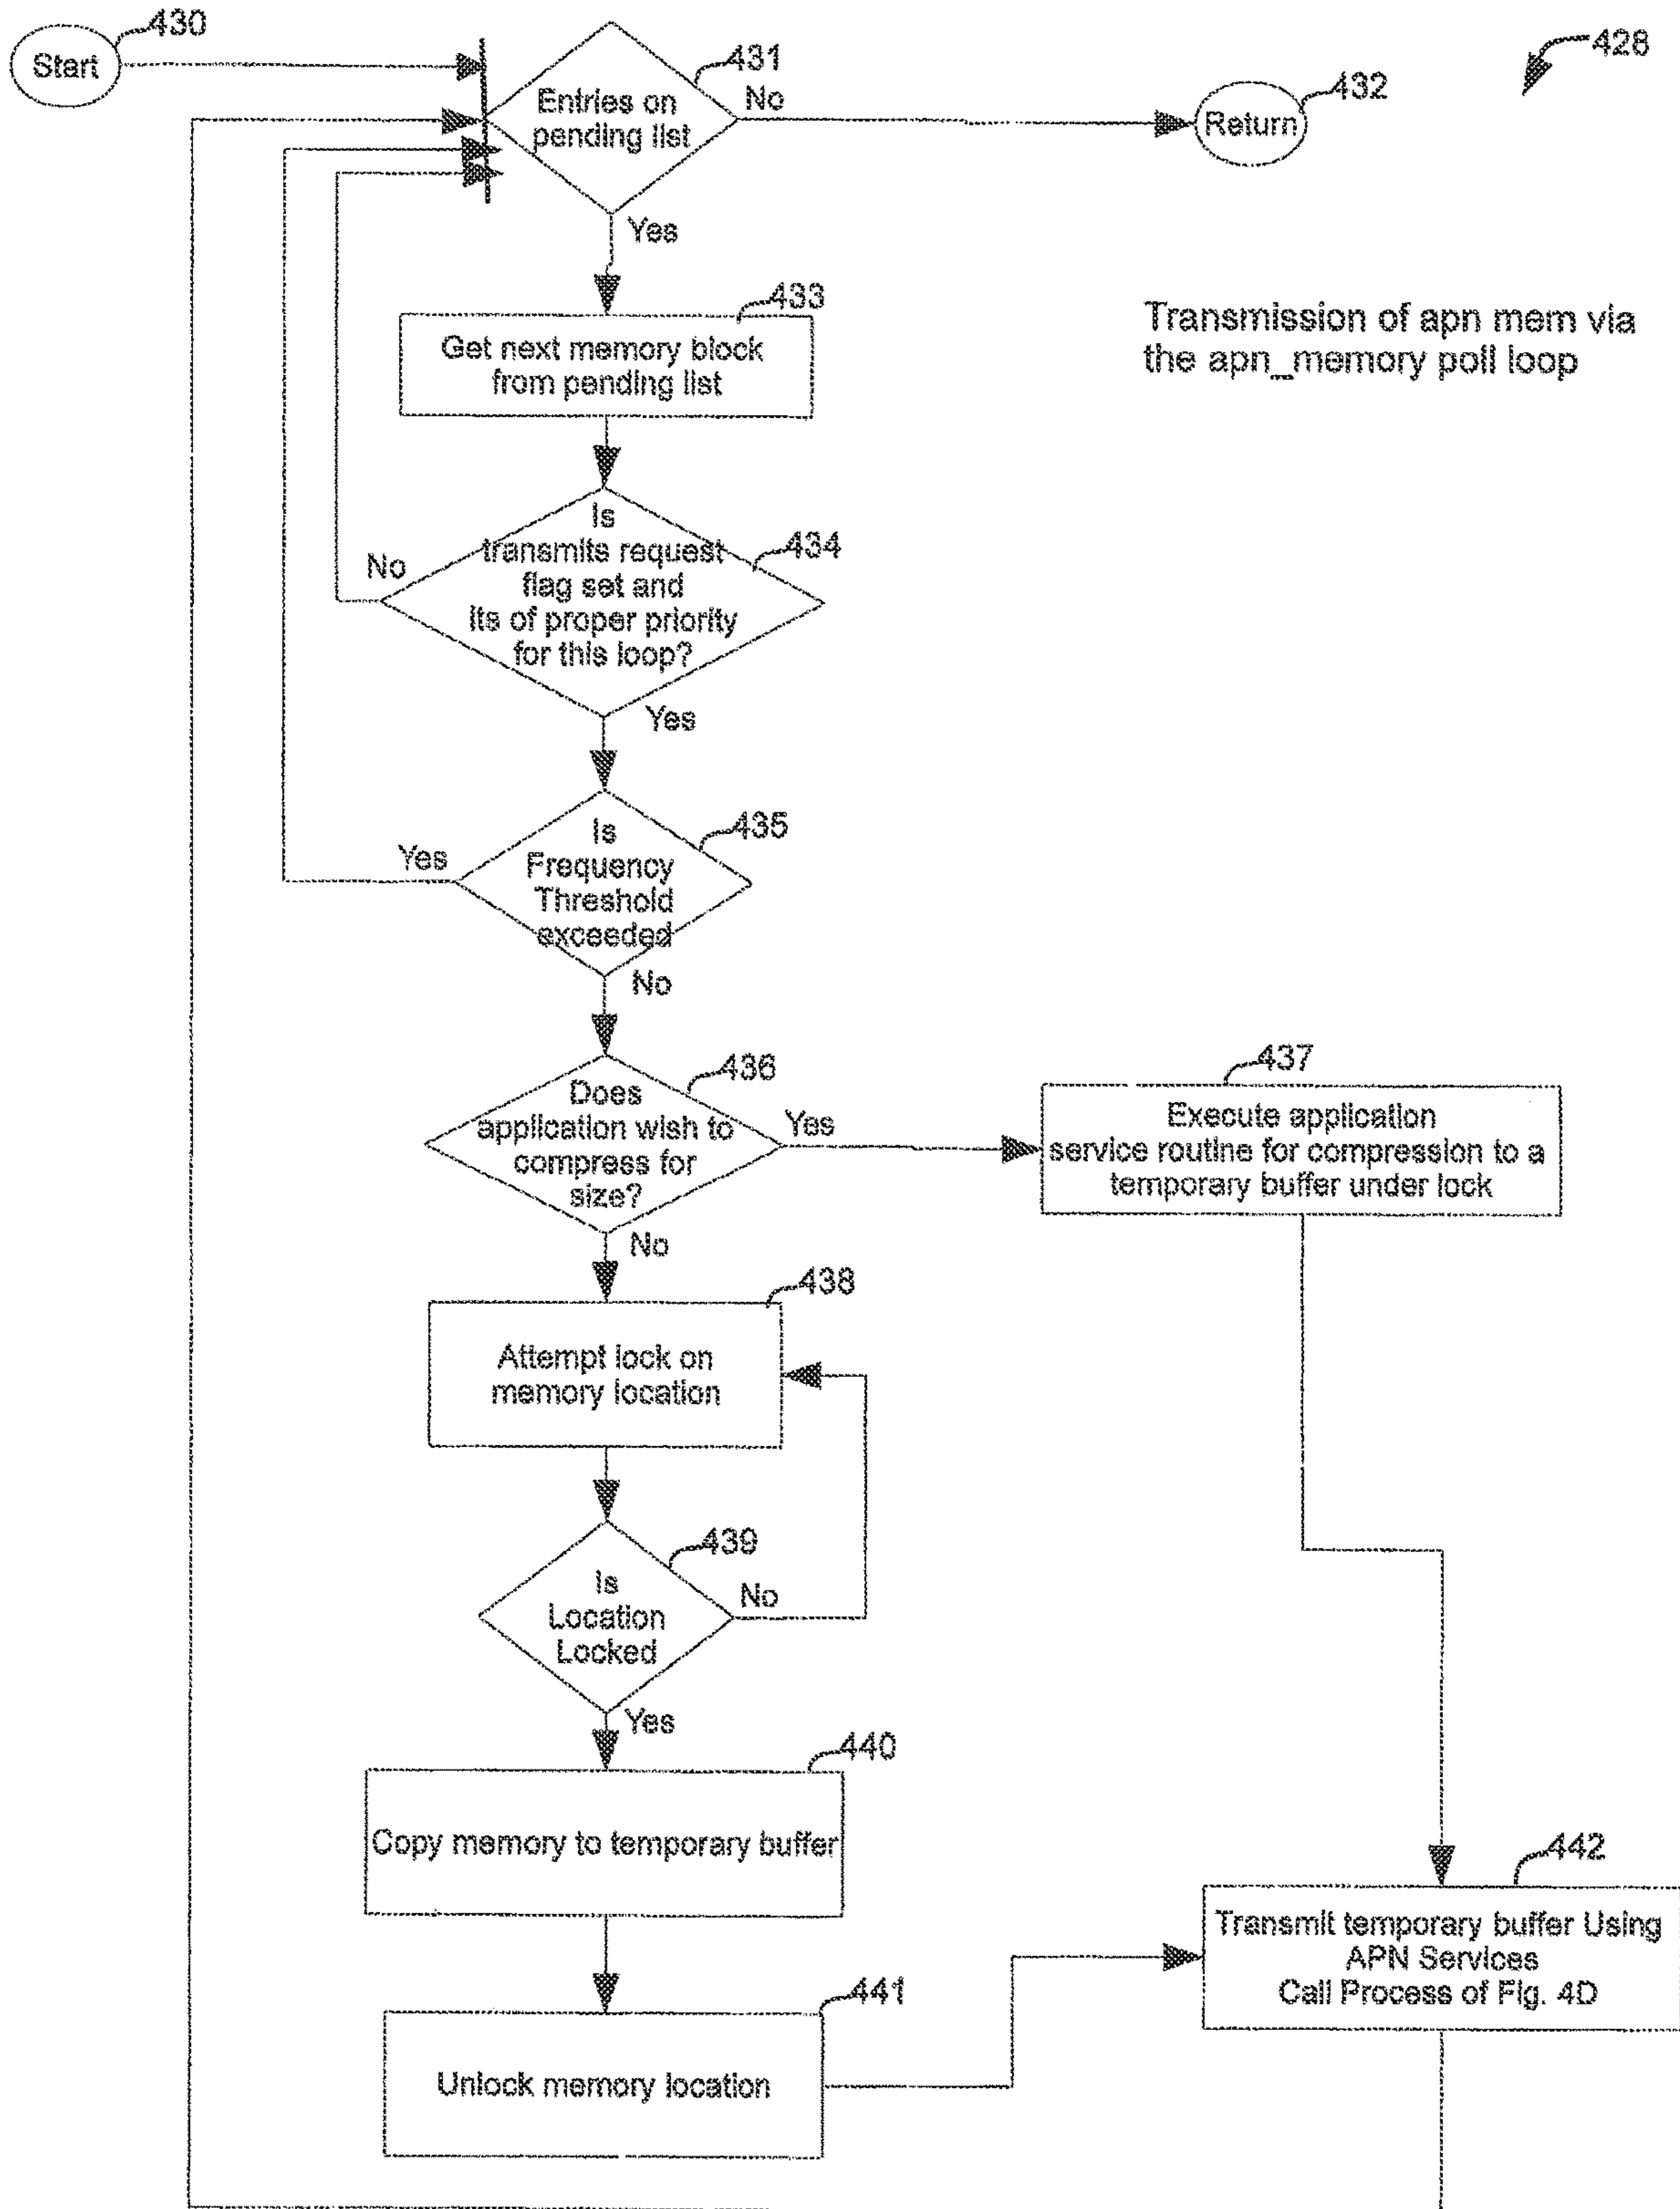 Start
430
431
Entries on
pending list
No
432
Return
428
Yes
433
Get next memory block
from pending list
Transmission of apn mem via
the apn_memory poll loop
434
Is
transmits request
flag set and
its of proper priority
for this loop?
No
Yes
435
Is
Frequency
Threshold
exceeded
Yes
No
436
Does
application wish to
compress for
size?
Yes
437
Execute application
service routine for compression to a
temporary buffer under lock
No
438
Attempt lock on
memory location
439
Is
Location
Locked
No
Yes
440
Copy memory to temporary buffer
442
Transmit temporary buffer Using
APN Services
Call Process of Fig. 4D
441
Unlock memory location